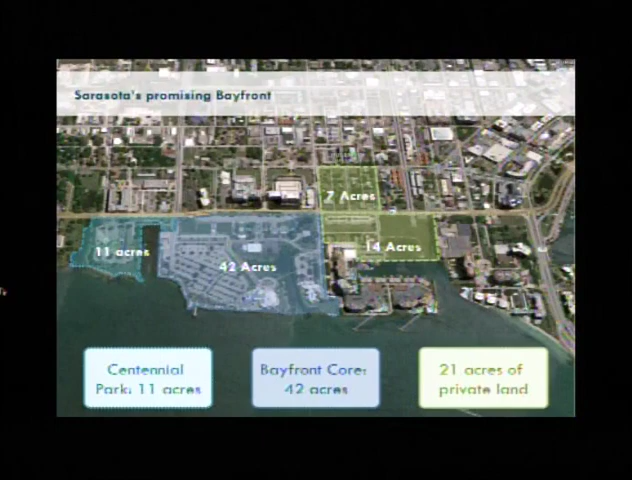 Sarasota's promising Bayfront
7 Acres
14 Acres
11 acres
42 Acres
Centennial
Park: 11 acres
Bayfront Core:
42 acres
21 acres of
private land